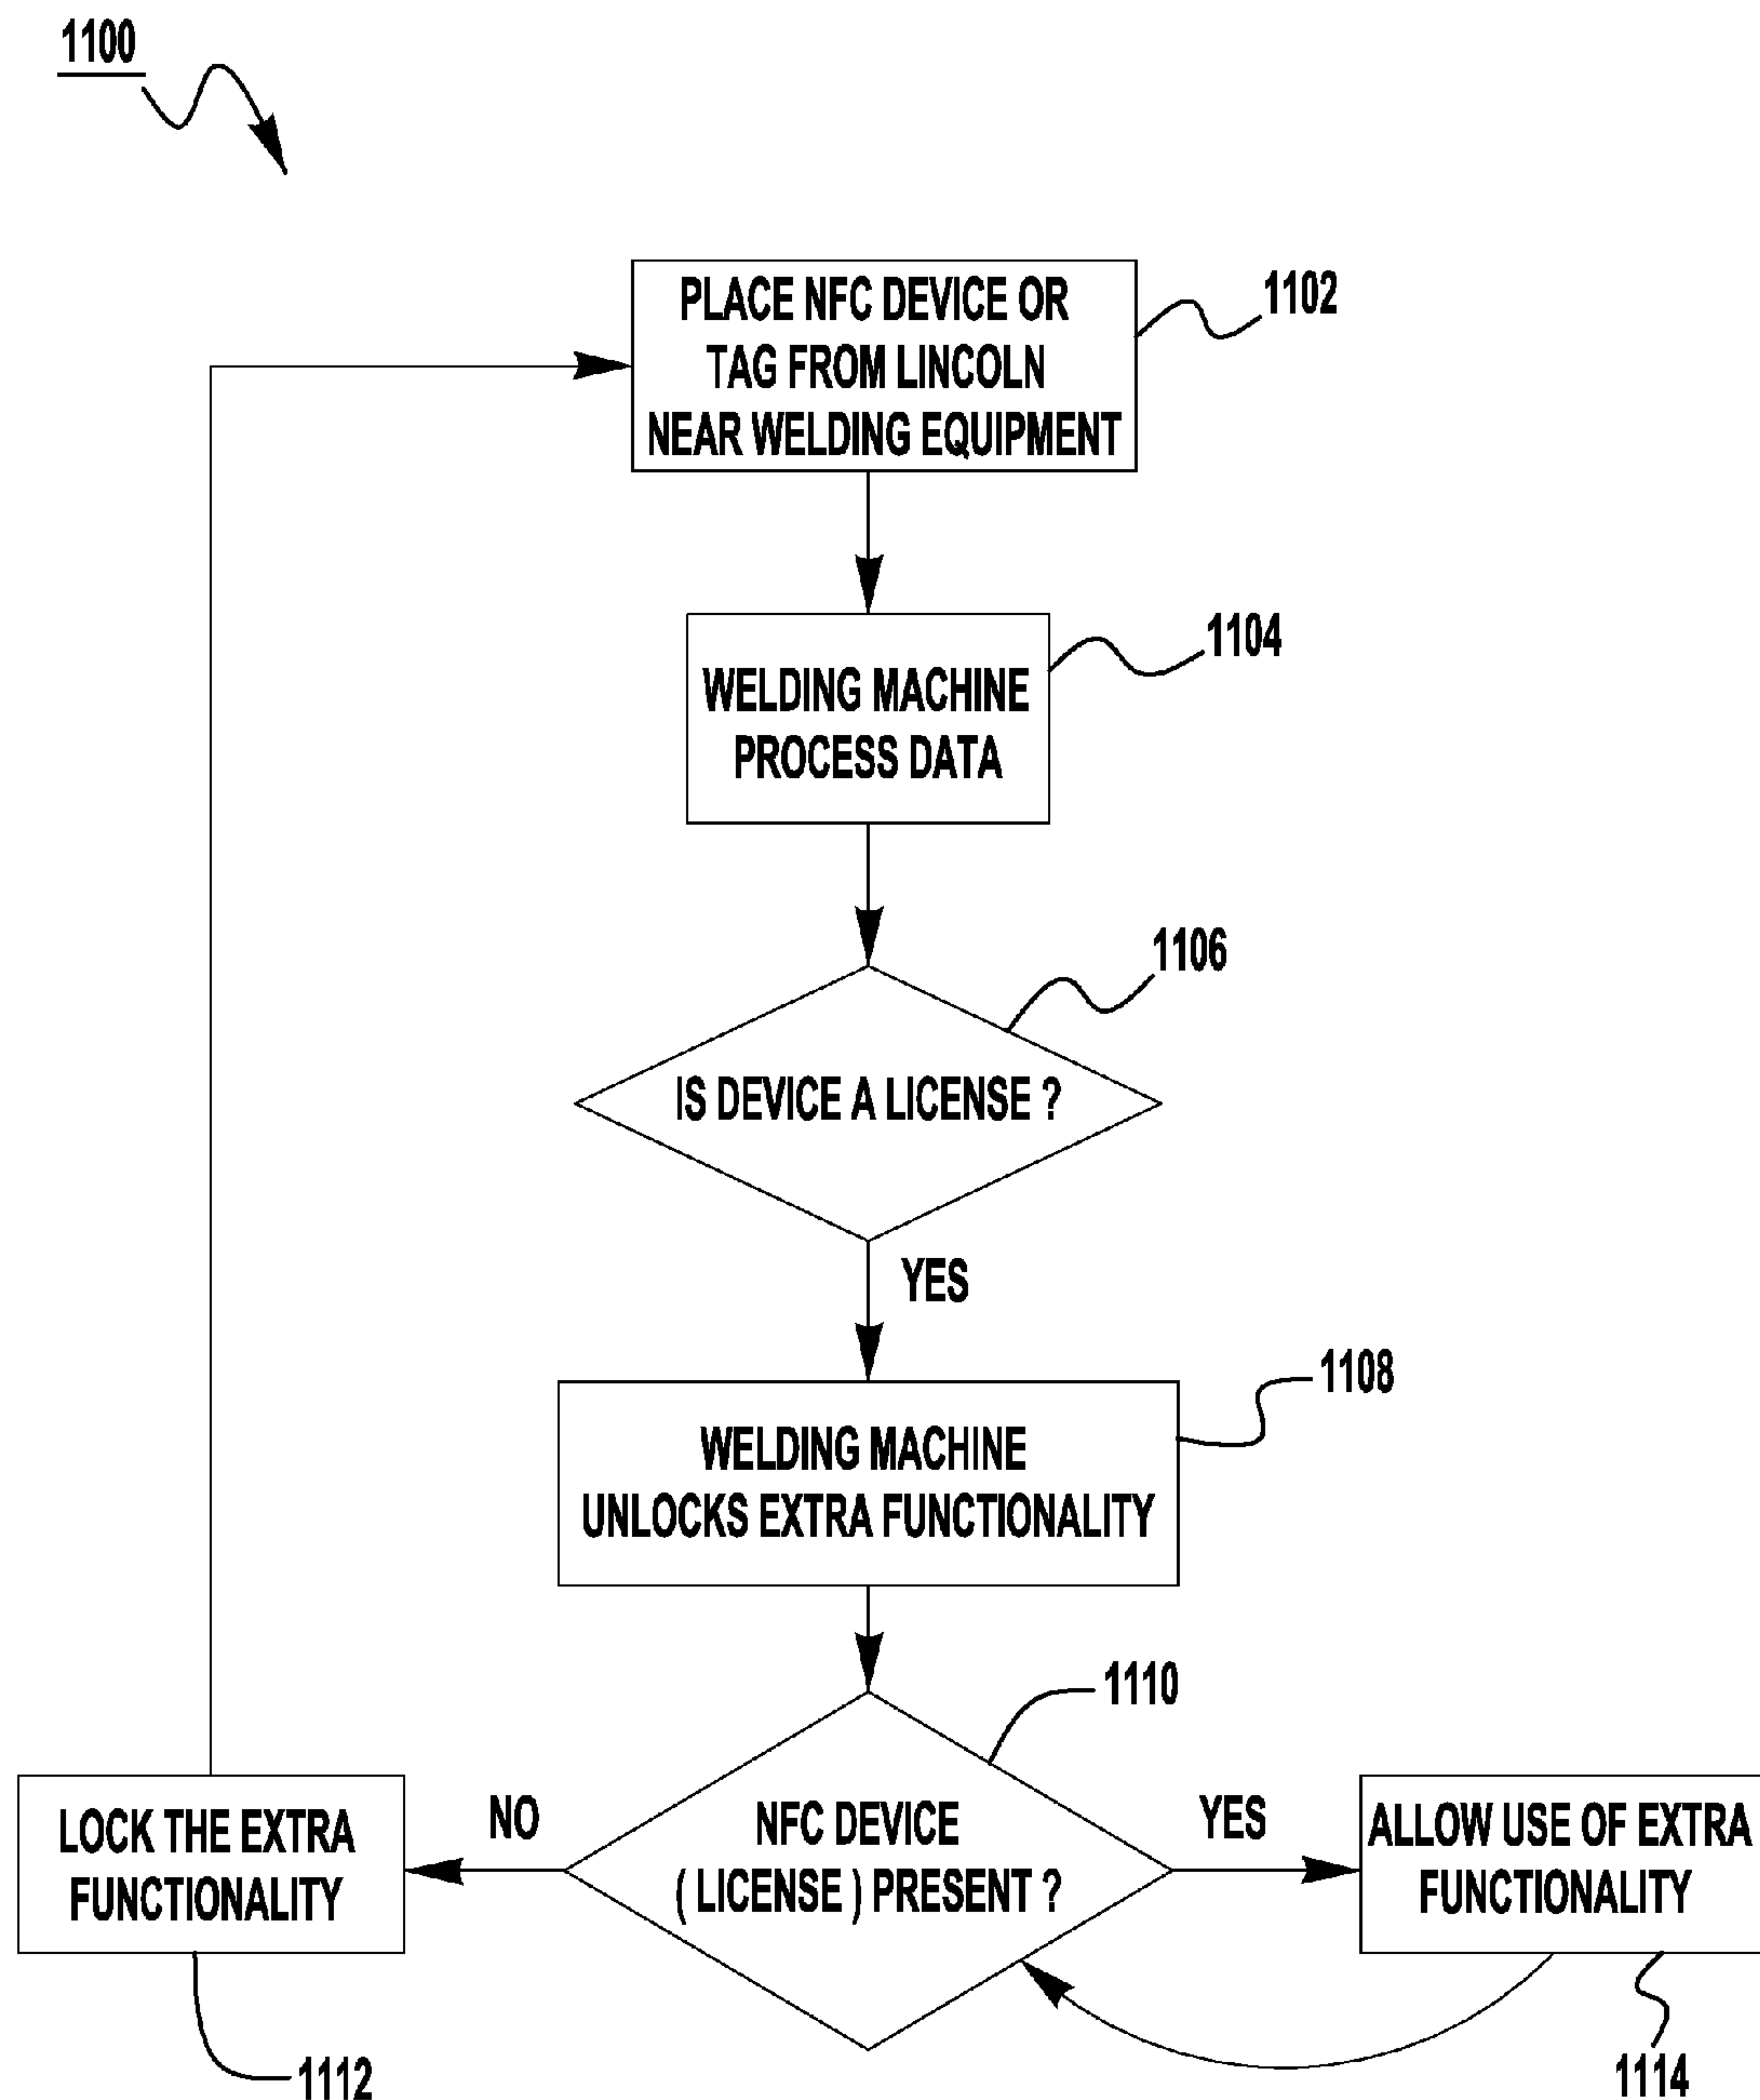 1100
PLACE NFC DEVICE OR
TAG FROM LINCOLN
NEAR WELDING EQUIPMENT
1102
WELDING MACHINE
PROCESS DATA
1104
1106
IS DEVICE A LICENSE ?
YES
WELDING MACHINE
UNLOCKS EXTRA FUNCTIONALITY
1108
1110
NFC DEVICE
( LICENSE ) PRESENT ?
NO
LOCK THE EXTRA
FUNCTIONALITY
YES
ALLOW USE OF EXTRA
FUNCTIONALITY
1112
1114